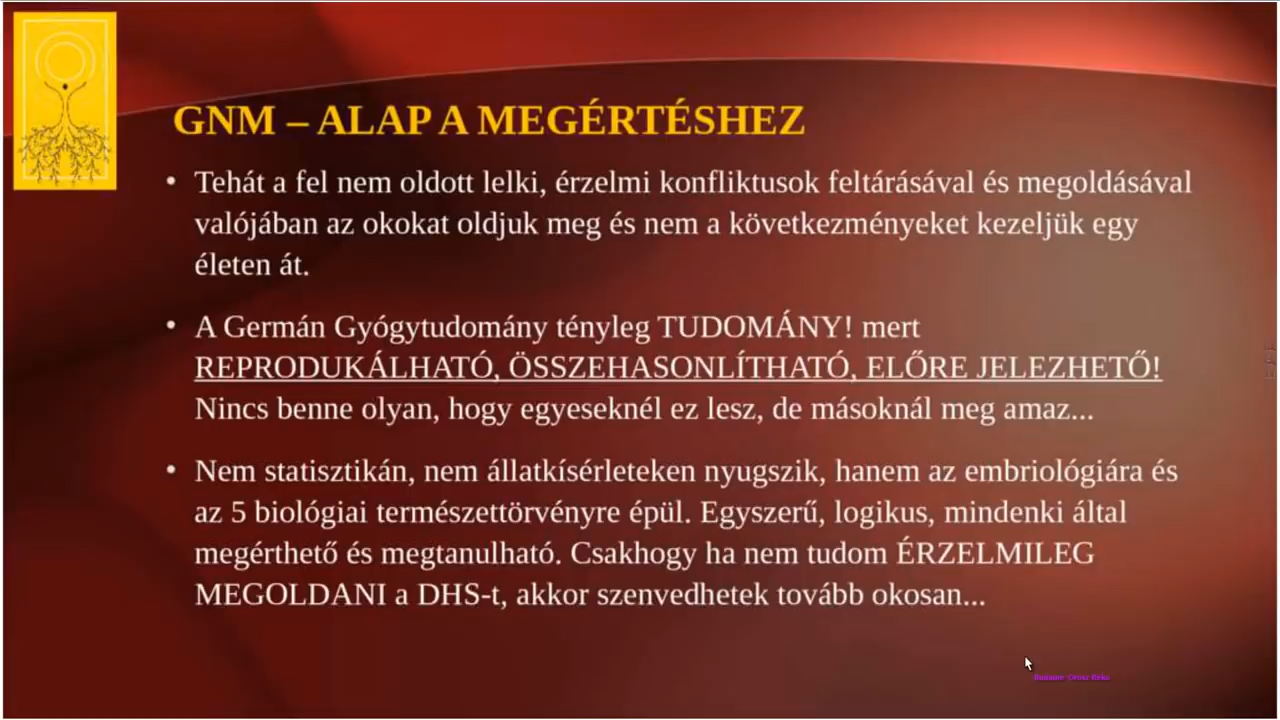 GNM – ALAP A MEGÉRTÉSHEZ
• Tehát a fel nem oldott lelki, érzelmi konfliktusok feltárásával és megoldásával
valójában az okokat oldjuk meg és nem a következményeket kezeljük egy
életen át.
• A Germán Gyógytudomány tényleg TUDOMÁNY! mert
REPRODUKÁLHATÓ, ÖSSZEHASONLÍTHATÓ, ELŐRE JELEZHETŐ!
Nincs benne olyan, hogy egyeseknél ez lesz, de másoknál meg amaz...
• Nem statisztikán, nem állatkísérleteken nyugszik, hanem az embriológiára és
az 5 biológiai természettörvényre épül. Egyszerű, logikus, mindenki által
megérthető és megtanulható. Csakhogy ha nem tudom ÉRZELMILEG
MEGOLDANI a DHS-t, akkor szenvedhetek tovább okosan...